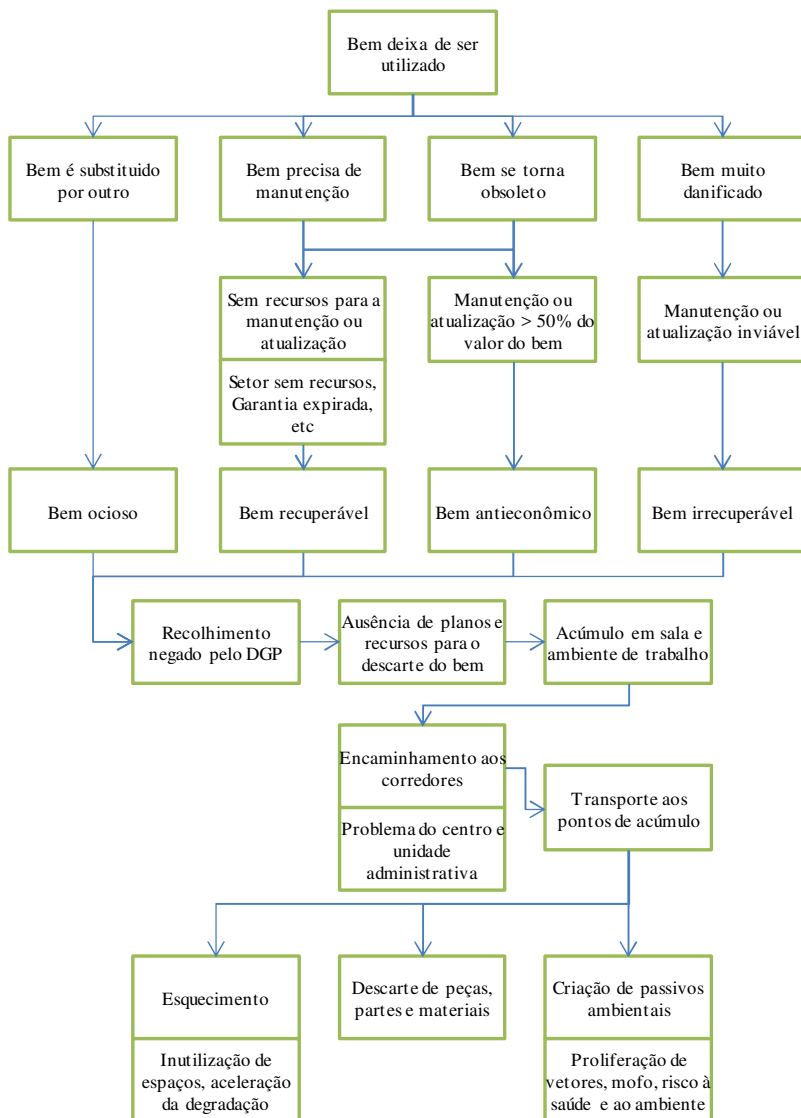 Bem deixa de ser
utilizado
Bem é substituido
por outro
Bem precisa de
manutenção
Bem se torna
obsoleto
Bem muito
danificado
Sem recursos para a
manutenção ou
atualização
Setor sem recursos,
Garantia expirada,
etc
Manutenção ou
atualização > 50% do
valor do bem
Manutenção ou
atualização inviável
Bem ocioso
Bem recuperável
Bem antieconômico
Bem irrecuperável
Recolhimento
negado pelo DGP
Ausência de planos e
recursos para o
descarte do bem
Acúmulo em sala e
ambiente de trabalho
Encaminhamento aos
corredores
Problema do centro e
unidade
administrativa
Transporte aos
pontos de acúmulo
Esquecimento
Inutilização de
espaços, aceleração
da degradação
Descarte de peças,
partes e materiais
Criação de passivos
ambientais
Proliferação de
vetores, mofo, risco à
saúde e ao ambiente